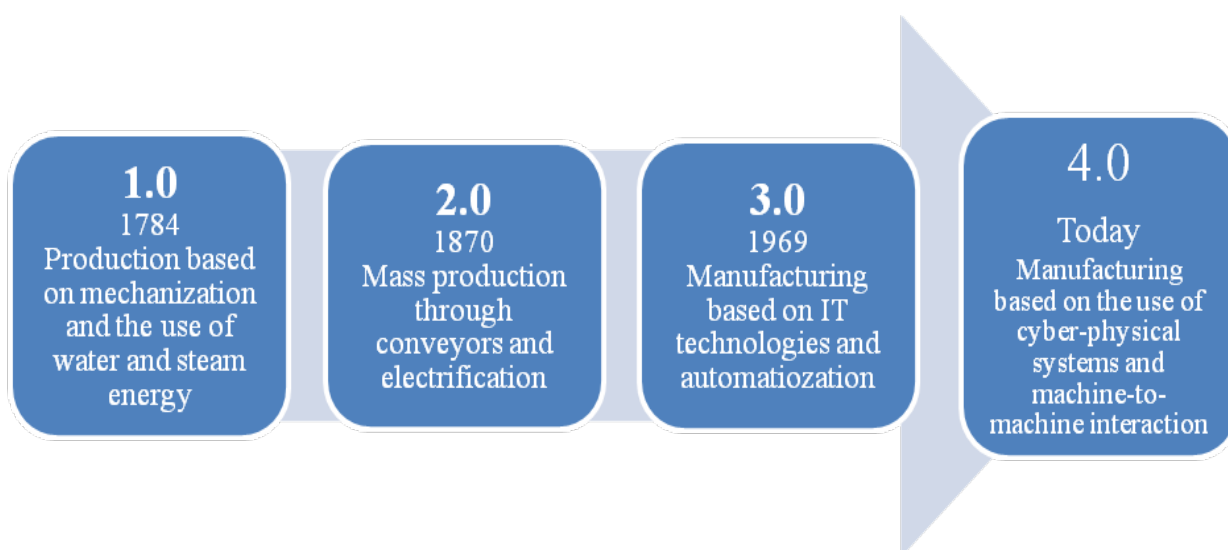 1.0
1784
Production based
on mechanization
and the use of
water and steam
energy
2.0
1870
Mass production
through
conveyors and
electrification
3.0
1969
Manufacturing
based on IT
technologies and
automatiozation
4.0
Today
Manufacturing
based on the use of
cyber-physical
systems and
machine-to-
machine interaction